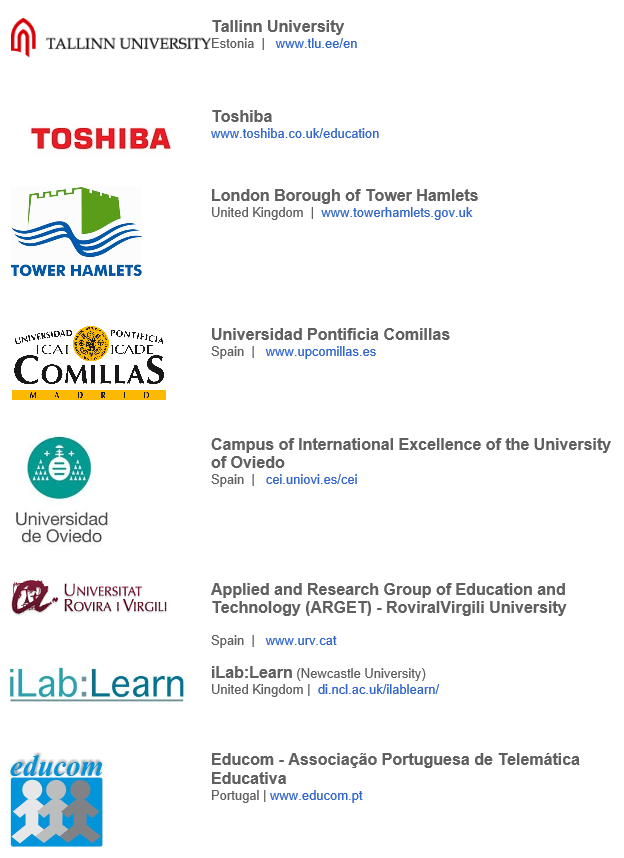 TALLINN UNIVERSITY
Tallinn University
Estonia | www.tlu.ee/en
TOSHIBA
Toshiba
www.toshiba.co.uk/education
TOWER HAMLETS
London Borough of Tower Hamlets
United Kingdom | www.towerhamlets.gov.uk
UNIVERSIDAD PONTIFICIA
ICAI ICADE
COMILLAS
MADRID
Universidad Pontificia Comillas
Spain | www.upcomillas.es
Universidad
de Oviedo
Campus of International Excellence of the University
of Oviedo
Spain | cei.uniovi.es/cei
UNIVERSITAT
ROVIRA I VIRGILI
Applied and Research Group of Education and
Technology (ARGET) - RoviralVirgili University
Spain | www.urv.cat
iLab:Learn
iLab:Learn (Newcastle University)
United Kingdom | di.ncl.ac.uk/ilablearn/
educom
Educom - Associação Portuguesa de Telemática
Educativa
Portugal | www.educom.pt